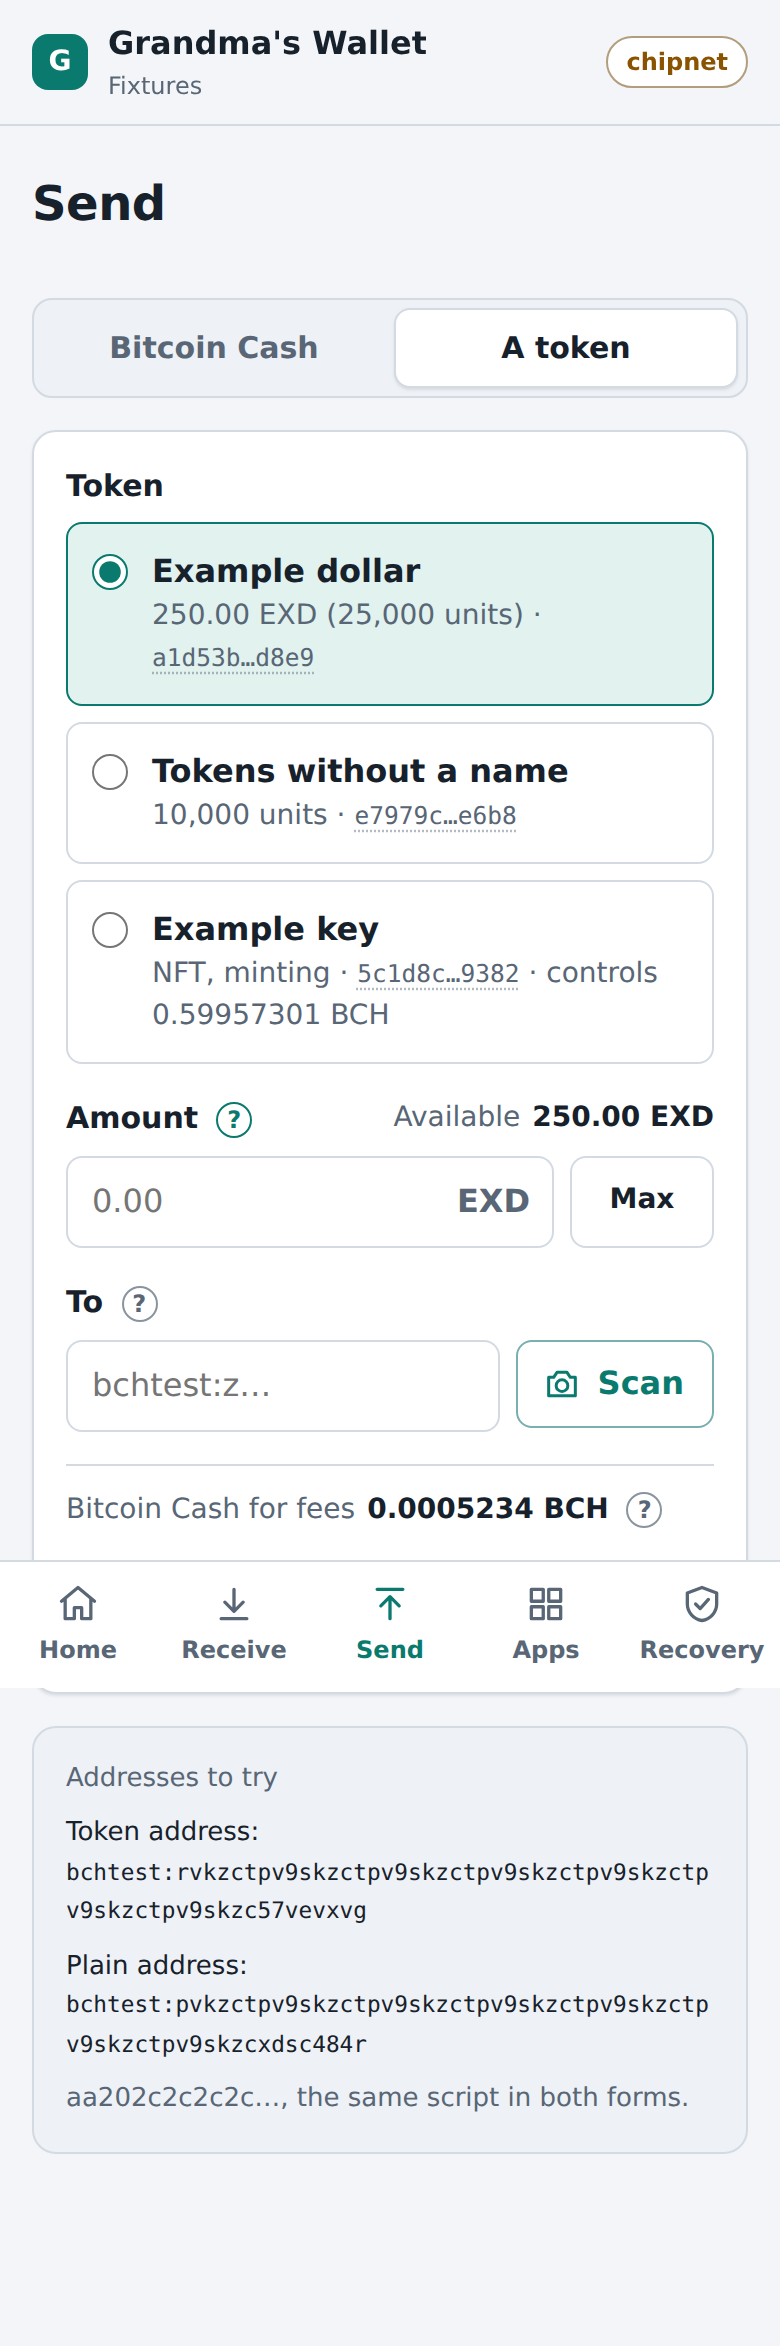 G
Grandma's Wallet
Fixtures
chipnet
Send
Bitcoin Cash
A token
Token
Example dollar
250.00 EXD (25,000 units) ·
a1d53b…d8e9
Tokens without a name
10,000 units · e7979c…e6b8
Example key
NFT, minting · 5c1d8c…9382 · controls
0.59957301 BCH
Amount ? Available 250.00 EXD
0.00 EXD Max
To ?
bchtest:z… Scan
Bitcoin Cash for fees 0.0005234 BCH ?
Home Receive Send Apps Recovery
Addresses to try
Token address:
bchtest:rvkzctpv9skzctpv9skzctpv9skzctpv9skzctp
v9skzctpv9skzc57vevxvg
Plain address:
bchtest:pvkzctpv9skzctpv9skzctpv9skzctpv9skzctp
v9skzctpv9skzcxdsc484r
aa202c2c2c2c…, the same script in both forms.